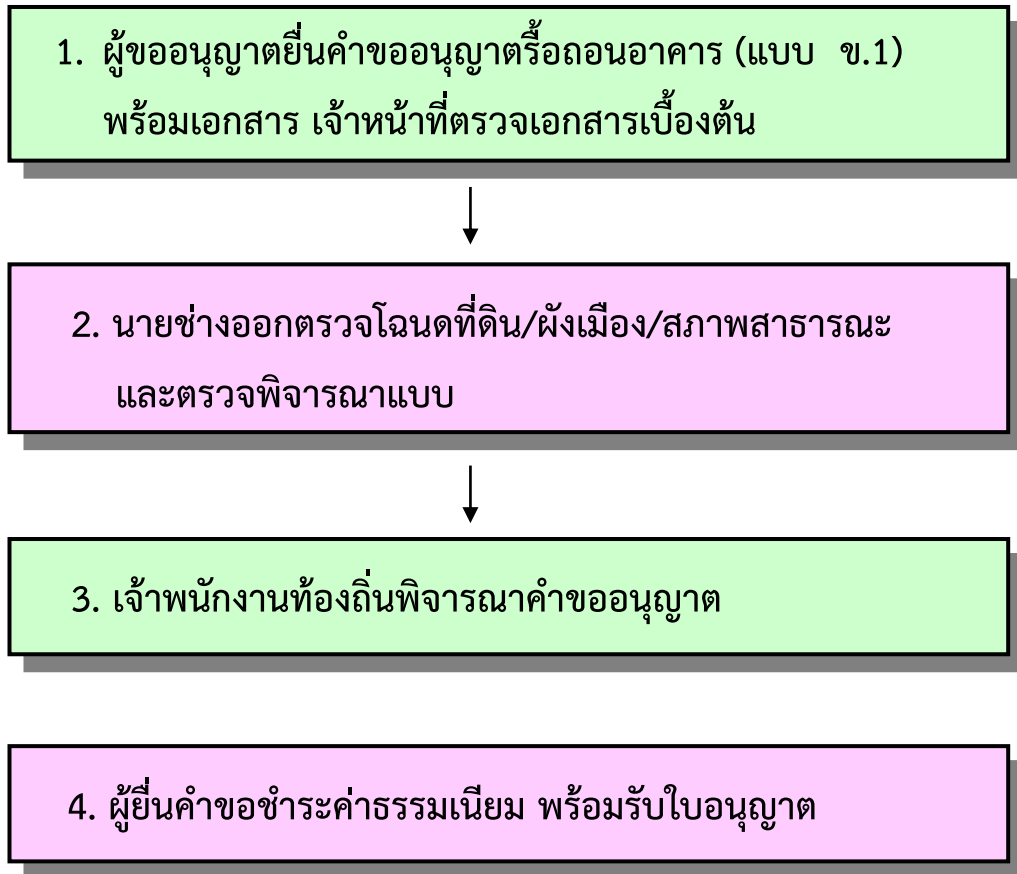 1. ผู้ขออนุญาตยื่นคำขออนุญาตรื้อถอนอาคาร (แบบ ข.1)
พร้อมเอกสาร เจ้าหน้าที่ตรวจเอกสารเบื้องต้น
2. นายช่างออกตรวจโฉนดที่ดิน/ผังเมือง/สภาพสาธารณะ
และตรวจพิจารณาแบบ
3. เจ้าพนักงานท้องถิ่นพิจารณาคำขออนุญาต
4. ผู้ยื่นคำขอชำระค่าธรรมเนียม พร้อมรับใบอนุญาต